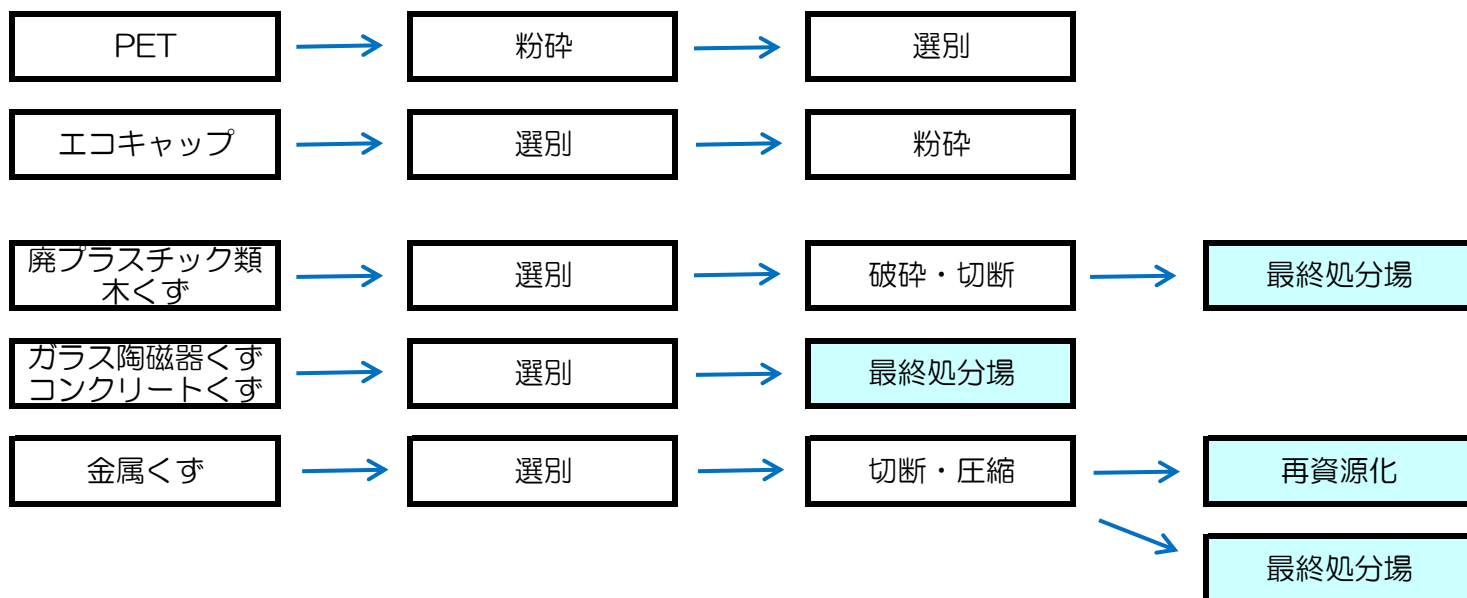 PET
粉砕
選別
エコキャップ
選別
粉砕
廃プラスチック類
木くず
選別
破砕・切断
最終処分場
ガラス陶磁器くず
コンクリートくず
選別
最終処分場
金属くず
選別
切断・圧縮
再資源化
最終処分場